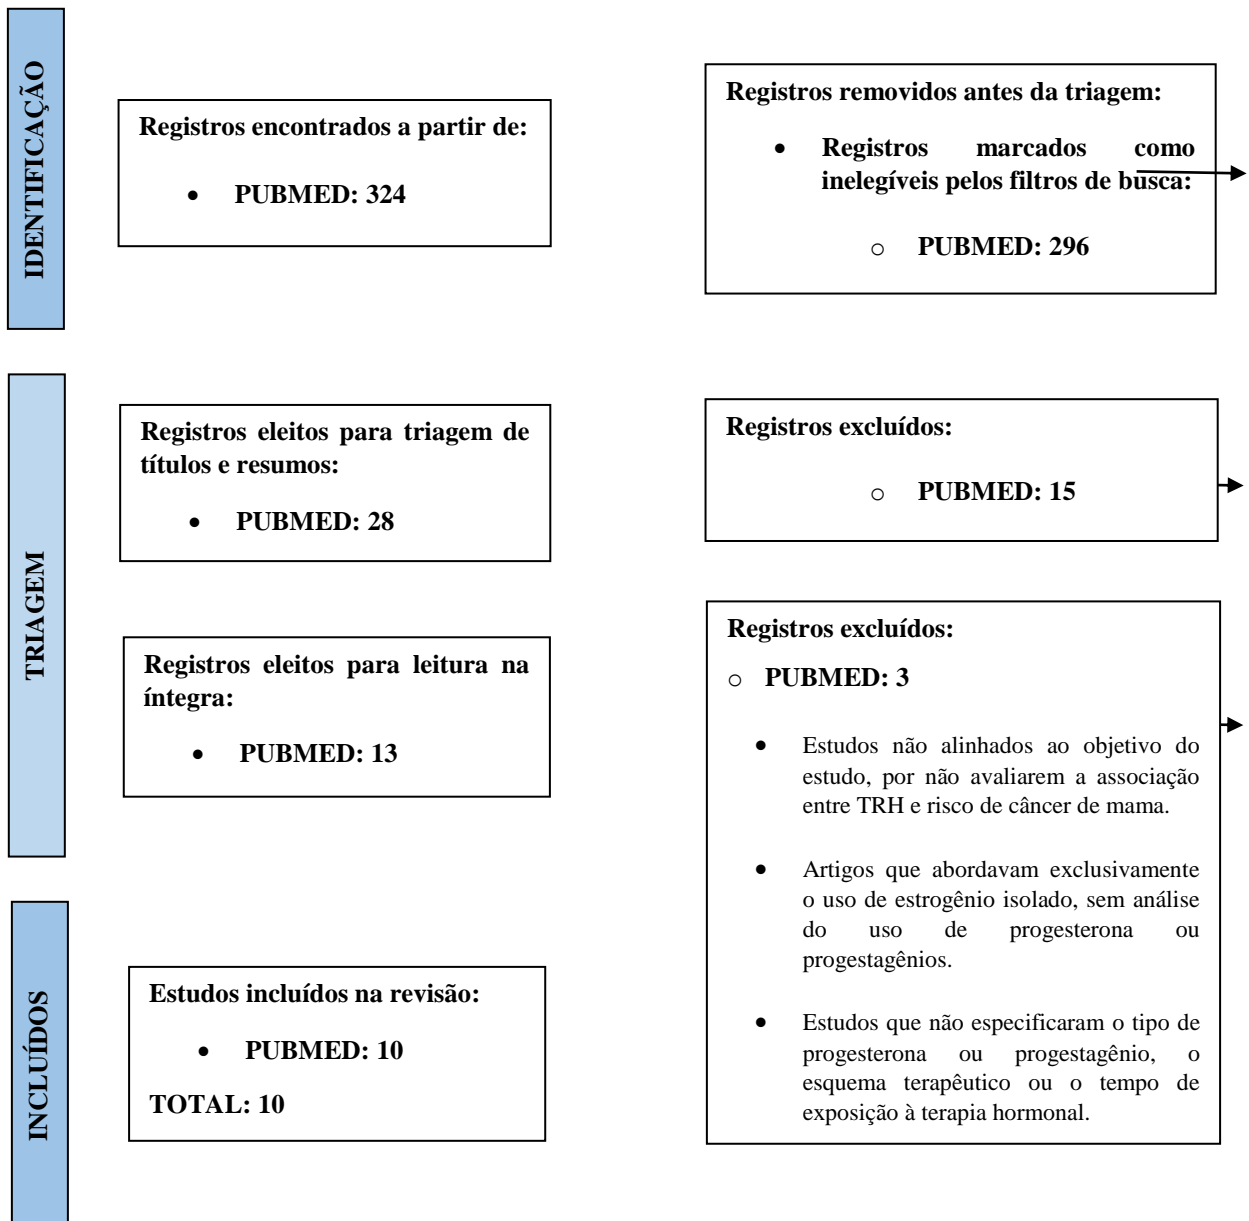 IDENTIFICAÇÃO
Registros encontrados a partir de:
• PUBMED: 324
Registros removidos antes da triagem:
• Registros marcados como
inelegíveis pelos filtros de busca:
o PUBMED: 296
TRIAGEM
Registros eleitos para triagem de
títulos e resumos:
• PUBMED: 28
Registros excluídos:
o PUBMED: 15
Registros eleitos para leitura na
íntegra:
• PUBMED: 13
Registros excluídos:
o PUBMED: 3
• Estudos não alinhados ao objetivo do
estudo, por não avaliarem a associação
entre TRH e risco de câncer de mama.
• Artigos que abordavam exclusivamente
o uso de estrogênio isolado, sem análise
do uso de progesterona ou
progestagênios.
• Estudos que não especificaram o tipo de
progesterona ou progestagênio, o
esquema terapêutico ou o tempo de
exposição à terapia hormonal.
INCLUÍDOS
Estudos incluídos na revisão:
• PUBMED: 10
TOTAL: 10